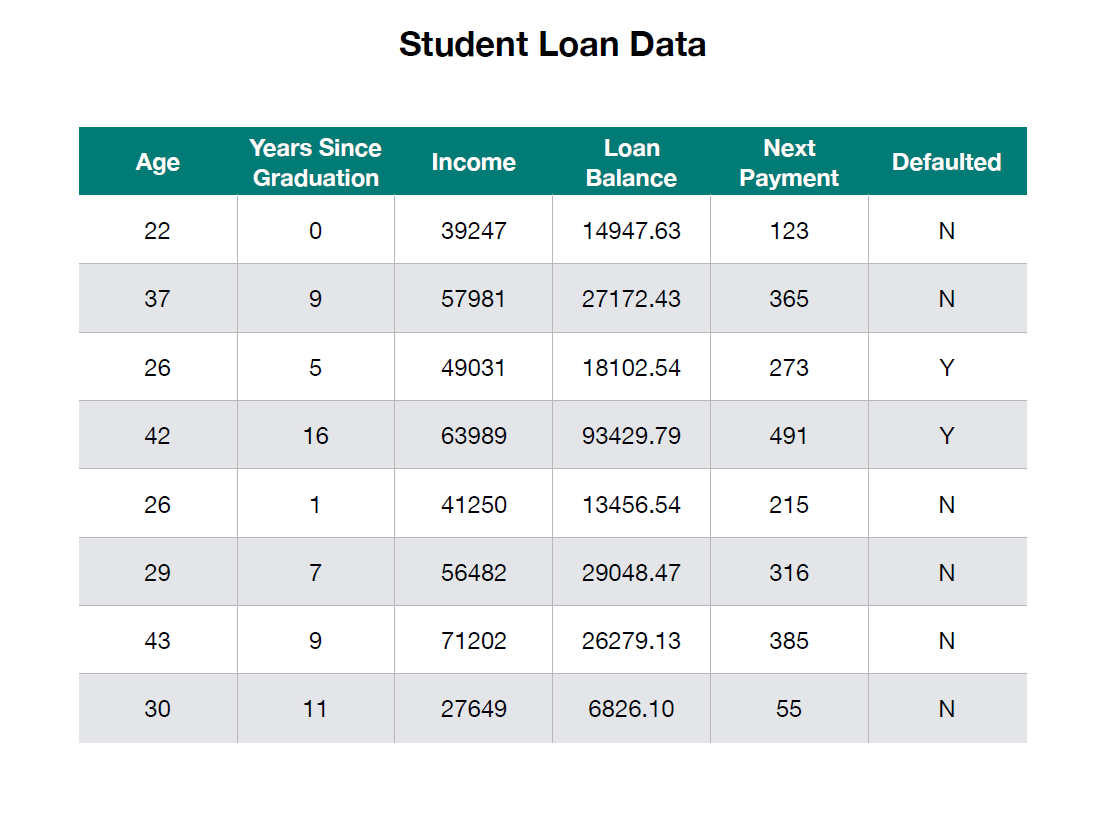 Student Loan Data
Age Years Since Graduation Income Loan Balance Next Payment Defaulted
22 0 39247 14947.63 123 N
37 9 57981 27172.43 365 N
26 5 49031 18102.54 273 Y
42 16 63989 93429.79 491 Y
26 1 41250 13456.54 215 N
29 7 56482 29048.47 316 N
43 9 71202 26279.13 385 N
30 11 27649 6826.10 55 N